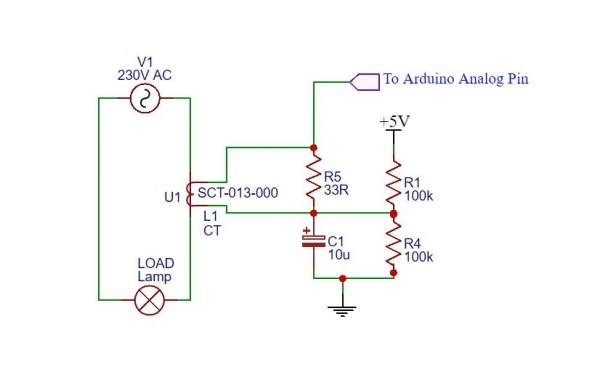 V1
230V AC
To Arduino Analog Pin
+5V
R5
33R
R1
100k
U1
SCT-013-000
L1
CT
+
C1
10u
R4
100k
LOAD
Lamp